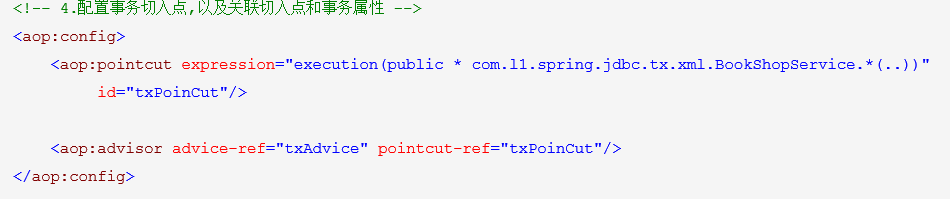 <!-- 4.配置事务切入点,以及关联切入点和事务属性 -->
<aop:config>
<aop:pointcut expression="execution(public * com.l1.spring.jdbc.tx.xml.BookShopService.*(..))"
id="txPoinCut"/>
<aop:advisor advice-ref="txAdvice" pointcut-ref="txPoinCut"/>
</aop:config>